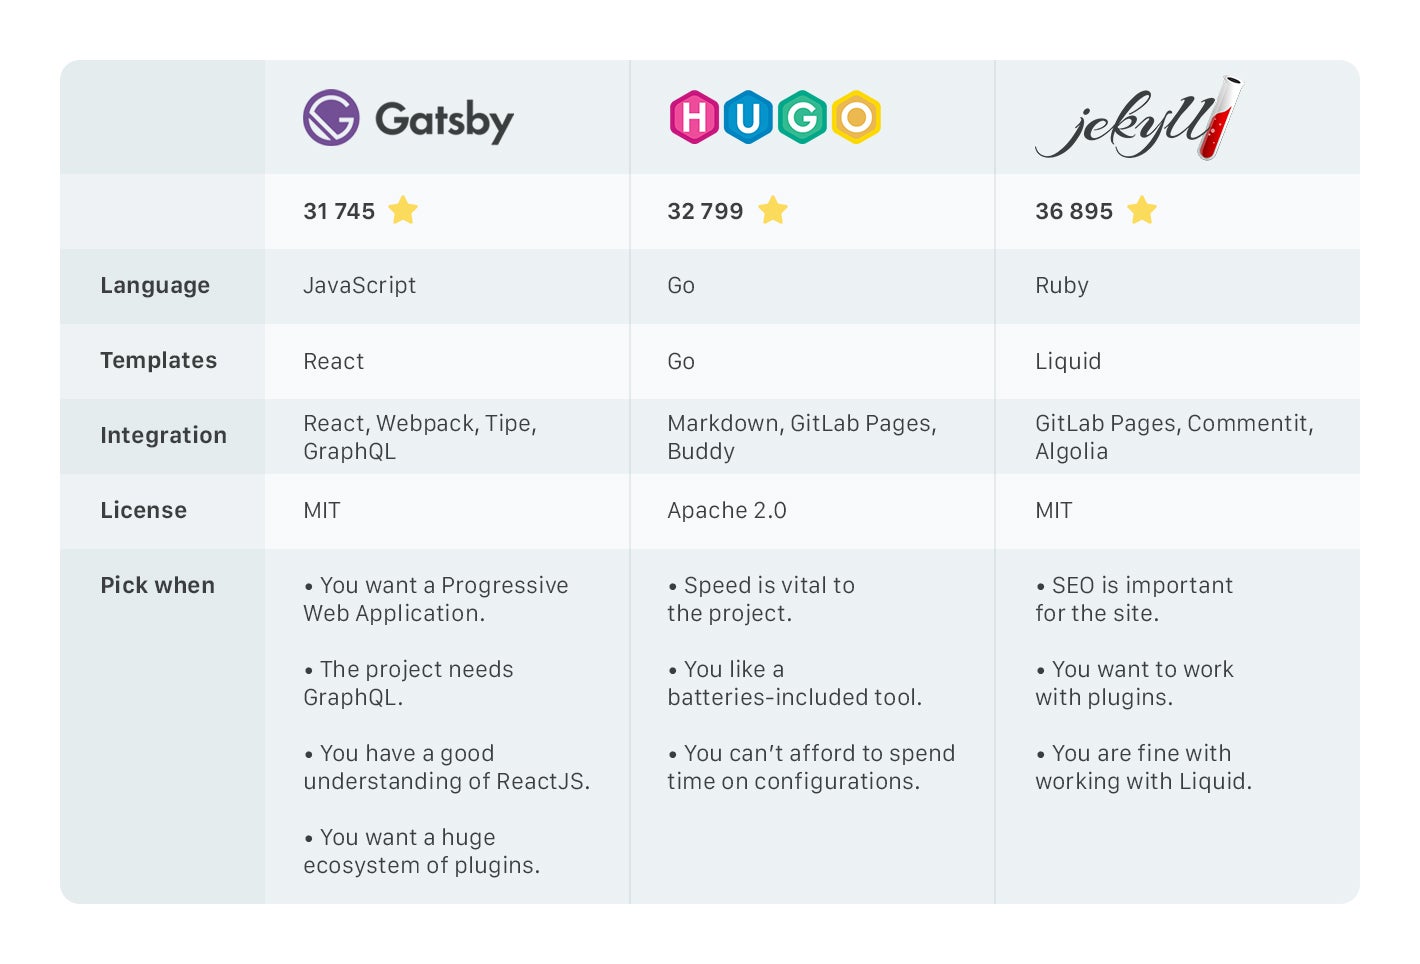 Gatsby HUGO jekyll
31 745 32 799 36 895
Language JavaScript Go Ruby
Templates React Go Liquid
Integration
React, Webpack, Tipe,
GraphQL
Markdown, GitLab Pages,
Buddy
GitLab Pages, Commentit,
Algolia
License MIT Apache 2.0 MIT
Pick when
• You want a Progressive
Web Application.
• The project needs
GraphQL.
• You have a good
understanding of ReactJS.
• You want a huge
ecosystem of plugins.
• Speed is vital to
the project.
• You like a
batteries-included tool.
• You can’t afford to spend
time on configurations.
• SEO is important
for the site.
• You want to work
with plugins.
• You are fine with
working with Liquid.